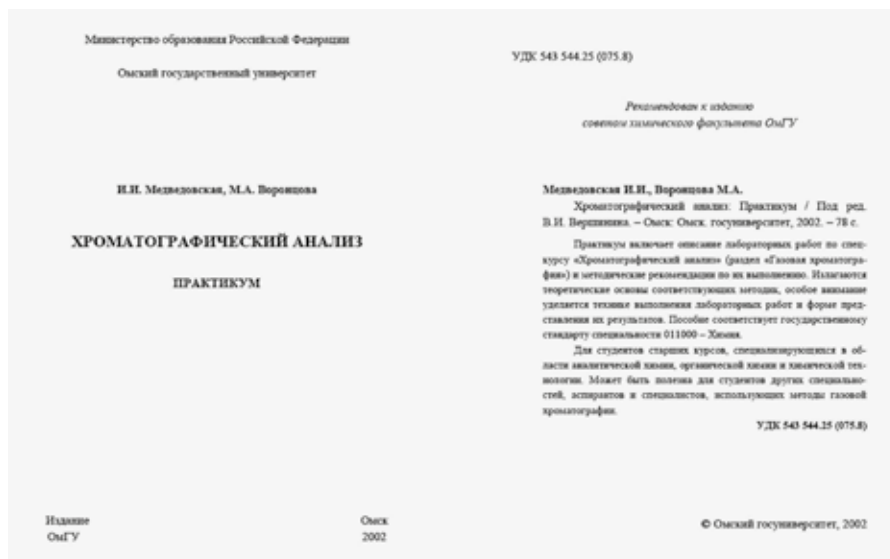 Министерство образования Российской Федерации
Омский государственный университет
И.И. Медведовская, М.А. Воронцова
ХРОМАТОГРАФИЧЕСКИЙ АНАЛИЗ
ПРАКТИКУМ
Издание
ОмГУ
Омск
2002
УДК 543 544.25 (075.8)
Рекомендован к изданию
советом химического факультета ОмГУ
Медведовская И.И., Воронцова М.А.
Хроматографический анализ: Практикум / Под ред.
В.И. Вершинина. – Омск: Омск. госуниверситет, 2002. – 78 с.
Практикум включает описание лабораторных работ по спец-
курсу «Хроматографический анализ» (раздел «Газовая хроматогра-
фия») и методические рекомендации по их выполнению. Излагаются
теоретические основы соответствующих методик, особое внимание
уделяется технике выполнения лабораторных работ и форме пред-
ставления их результатов. Пособие соответствует государственному
стандарту специальности 011000 – Химия.
Для студентов старших курсов, специализирующихся в об-
ласти аналитической химии, органической химии и химической тех-
нологии. Может быть полезна для студентов других специально-
стей, аспирантов и специалистов, использующих методы газовой
хроматографии.
УДК 543 544.25 (075.8)
© Омский госуниверситет, 2002